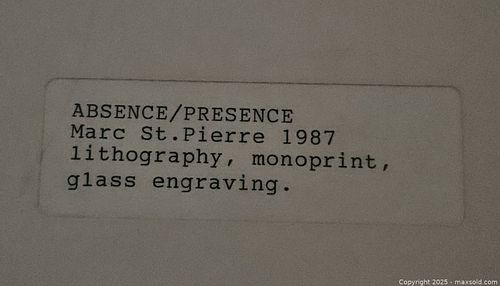 ABSENCE/PRESENCE
Marc St.Pierre 1987
lithography, monoprint,
glass engraving.
Copyright 2025 - maxsold.com